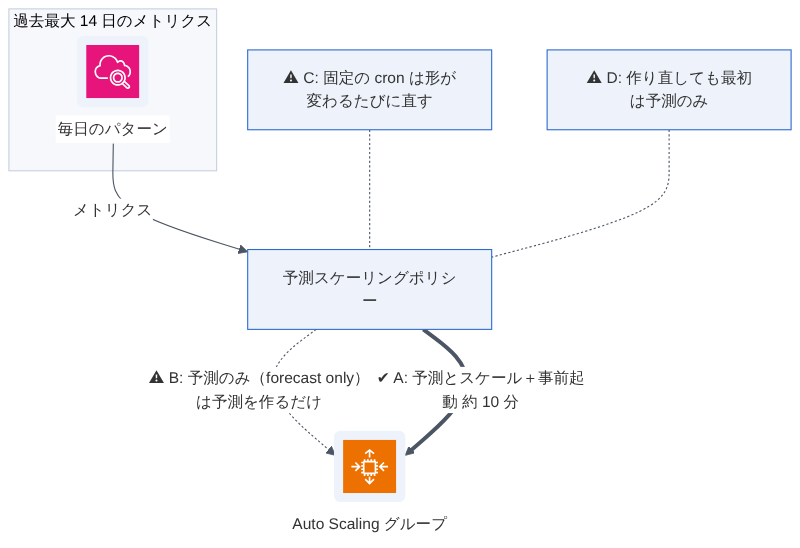 過去最大 14 日のメトリクス
毎日のパターン
⚠ C: 固定の cron は形が
変わるたびに直す
⚠ D: 作り直しても最初
は予測のみ
メトリクス
予測スケーリングポリシ
ー
⚠ B: 予測のみ（forecast only）
は予測を作るだけ
✔ A: 予測とスケール＋事前起
動 約 10 分
Auto Scaling グループ